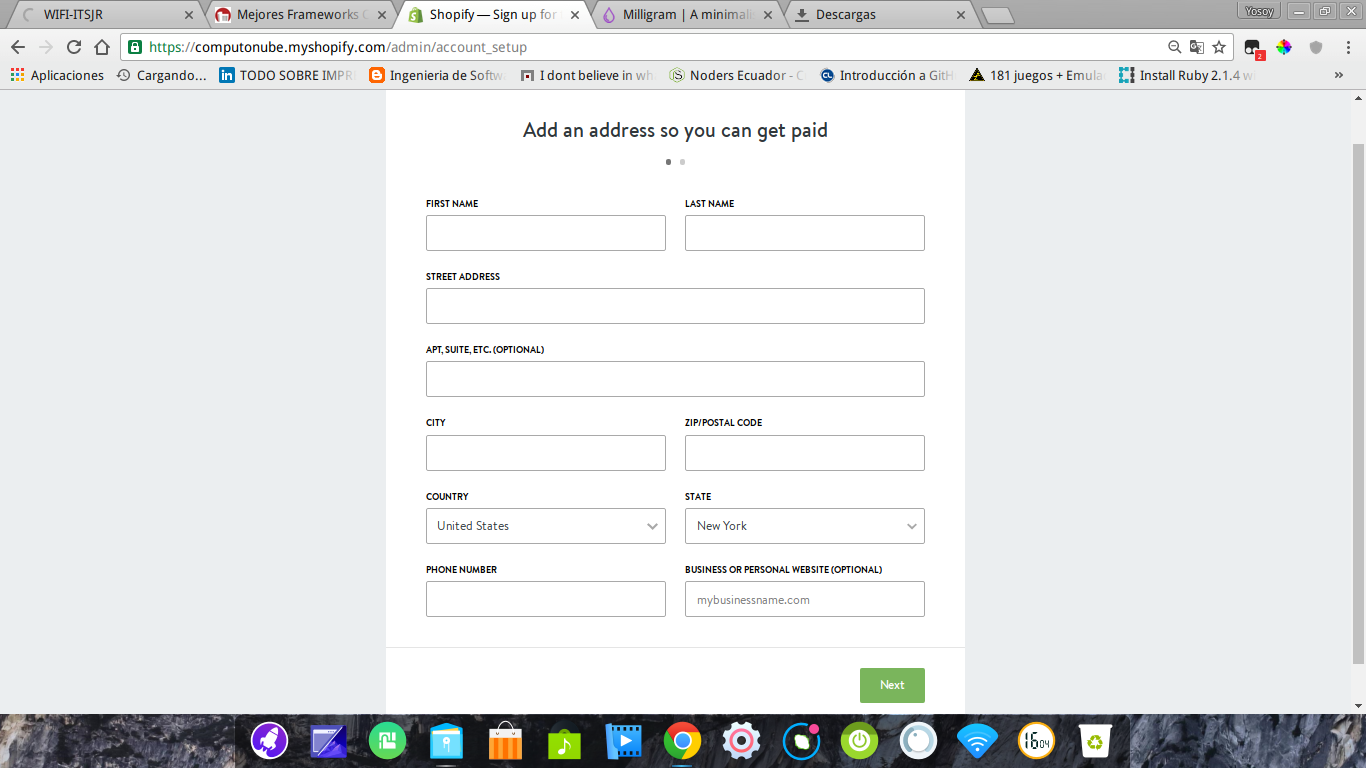 WIFI-ITSJR
Mejores Frameworks
Shopify — Sign up for
Milligram | A minimali
Descargas
Yosoy
https://computonube.myshopify.com/admin/account_setup
2
Aplicaciones
Cargando...
TODO SOBRE IMPR
Ingenieria de Softw
I dont believe in wh
Noders Ecuador - C
Introducción a GitH
181 juegos + Emula
Install Ruby 2.1.4 w
»
Add an address so you can get paid
FIRST NAME
LAST NAME
STREET ADDRESS
APT, SUITE, ETC. (OPTIONAL)
CITY
ZIP/POSTAL CODE
COUNTRY
STATE
United States
New York
PHONE NUMBER
BUSINESS OR PERSONAL WEBSITE (OPTIONAL)
mybusinessname.com
Next
16 04